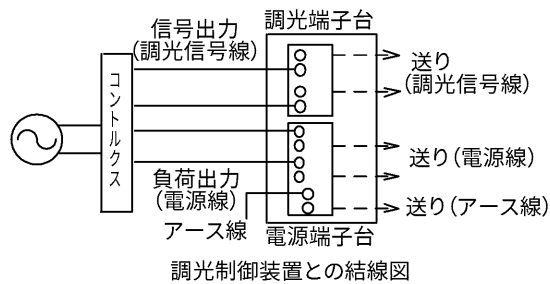 信号出力
（調光信号線）
調光端子台
送り
（調光信号線）
コントルクス
送り（電源線）
負荷出力
（電源線）
送り（アース線）
アース線
電源端子台
調光制御装置との結線図